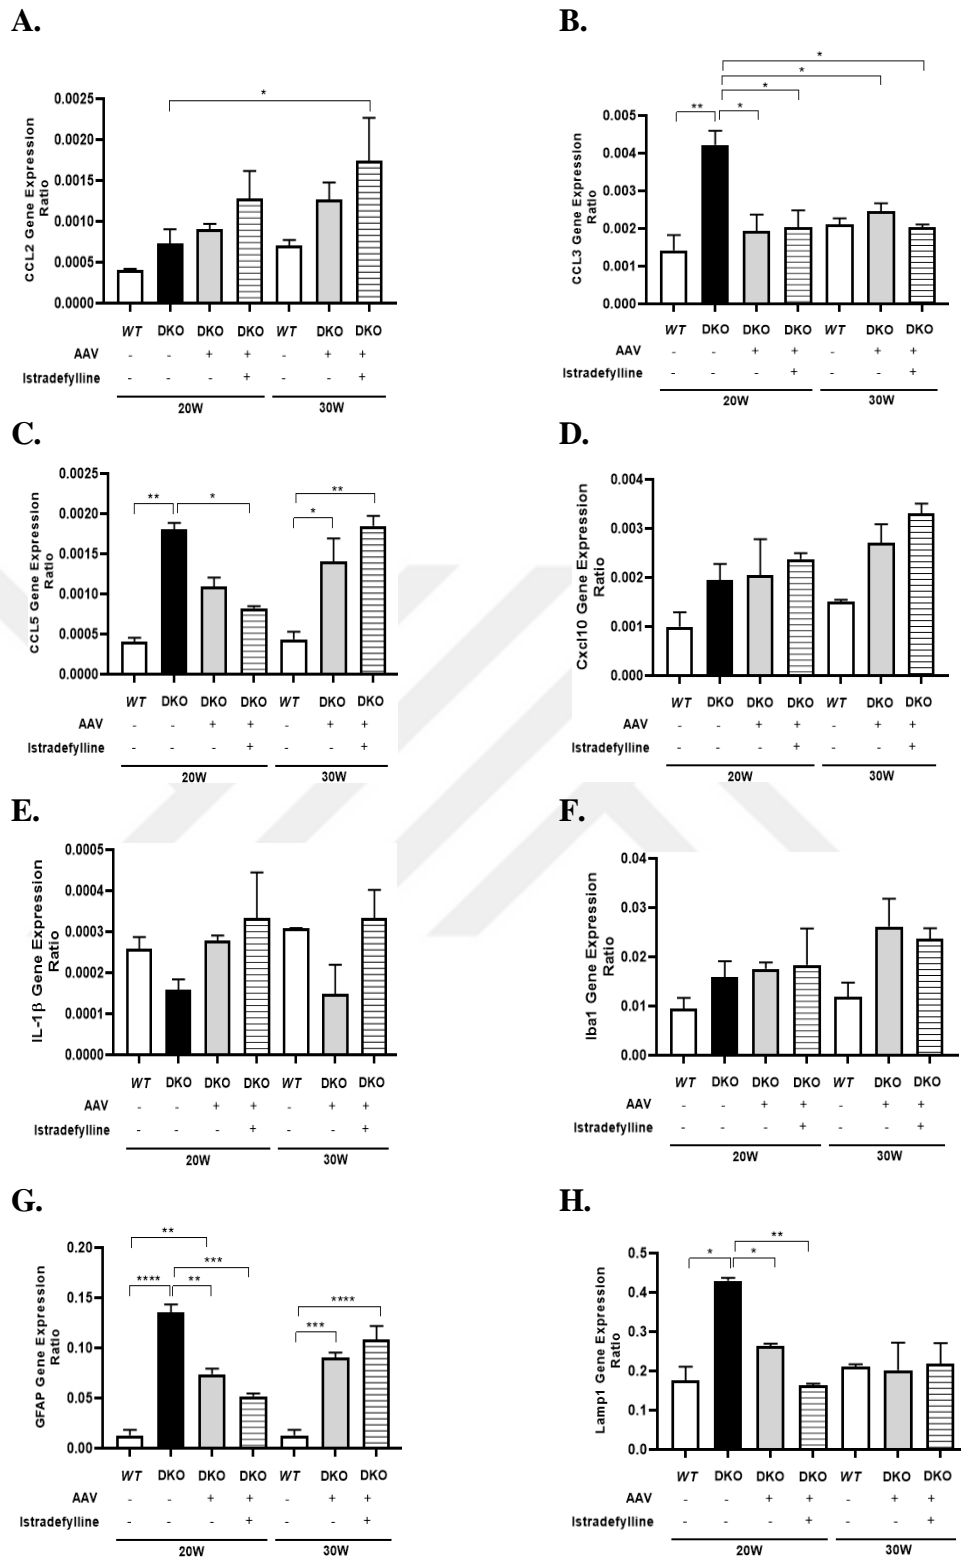 A.
*
CCL2 Gene Expression
Ratio
0.0025
0.0020
0.0015
0.0010
0.0005
0.0000
WT DKO DKO DKO WT DKO DKO
AAV - - + + - + +
Istradefylline - - - + - - +
20W 30W
B.
*
*
*
** *
CCL3 Gene Expression
Ratio
0.005
0.004
0.003
0.002
0.001
0.000
WT DKO DKO DKO WT DKO DKO
AAV - - + + - + +
Istradefylline - - - + - - +
20W 30W
C.
** * ** *
CCL5 Gene Expression
Ratio
0.0025
0.0020
0.0015
0.0010
0.0005
0.0000
WT DKO DKO DKO WT DKO DKO
AAV - - + + - + +
Istradefylline - - - + - - +
20W 30W
D.
Cxcl10 Gene Expression
Ratio
0.004
0.003
0.002
0.001
0.000
WT DKO DKO DKO WT DKO DKO
AAV - - + + - + +
Istradefylline - - - + - - +
20W 30W
E.
IL-1β Gene Expression
Ratio
0.0005
0.0004
0.0003
0.0002
0.0001
0.0000
WT DKO DKO DKO WT DKO DKO
AAV - - + + - + +
Istradefylline - - - + - - +
20W 30W
F.
Iba1 Gene Expression
Ratio
0.04
0.03
0.02
0.01
0.00
WT DKO DKO DKO WT DKO DKO
AAV - - + + - + +
Istradefylline - - - + - - +
20W 30W
G.
**
***
**** **
****
***
GFAP Gene Expression
Ratio
0.20
0.15
0.10
0.05
0.00
WT DKO DKO DKO WT DKO DKO
AAV - - + + - + +
Istradefylline - - - + - - +
20W 30W
H.
**
* *
Lamp1 Gene Expression
Ratio
0.5
0.4
0.3
0.2
0.1
0.0
WT DKO DKO DKO WT DKO DKO
AAV - - + + - + +
Istradefylline - - - + - - +
20W 30W